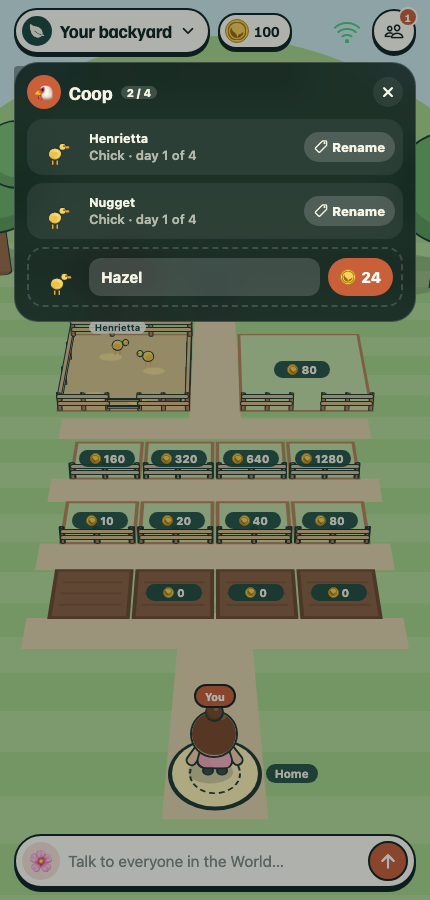 Your backyard
100
1
Coop 2 / 4
Henrietta
Chick · day 1 of 4
Rename
Nugget
Chick · day 1 of 4
Rename
Hazel
24
Henrietta
80
160 320 640 1280
10 20 40 80
0 0 0
You
Home
Talk to everyone in the World...